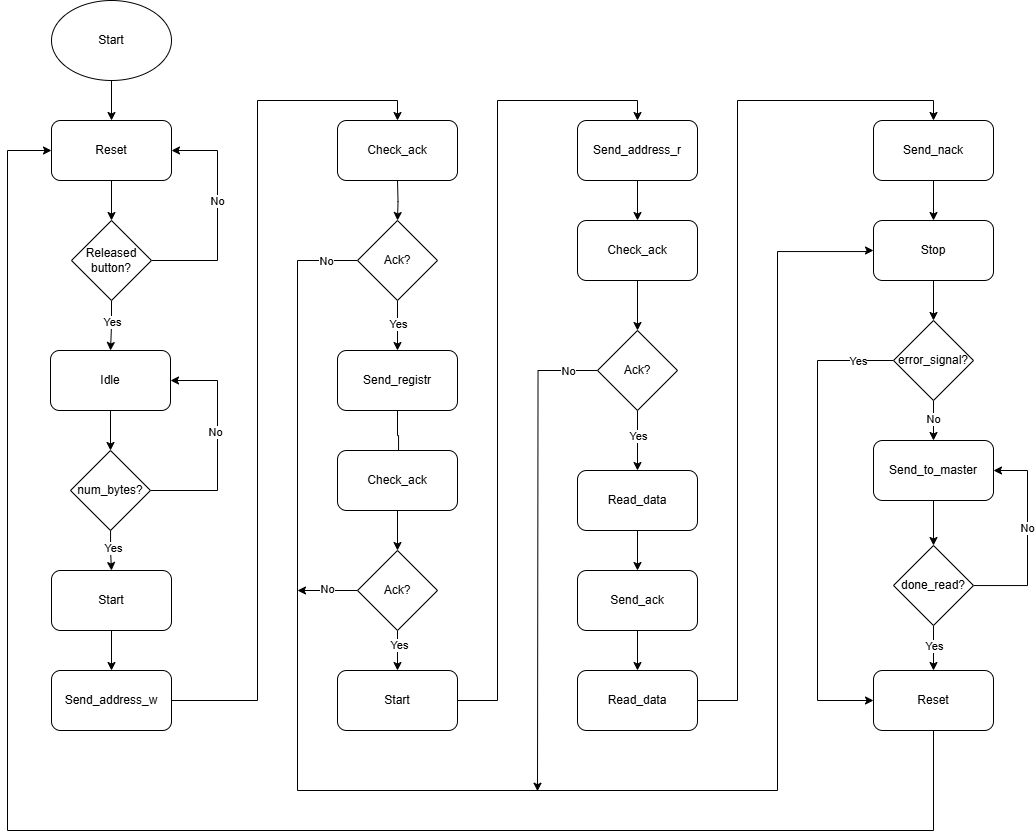 Start
Reset
No
Released
button?
Yes
Idle
No
num_bytes?
Yes
Start
Send_address_w
Check_ack
No
Ack?
Yes
Send_registr
Check_ack
No
Ack?
Yes
Start
Send_address_r
Check_ack
No
Ack?
Yes
Read_data
Send_ack
Read_data
Send_nack
Stop
Yes
error_signal?
No
Send_to_master
No
done_read?
Yes
Reset